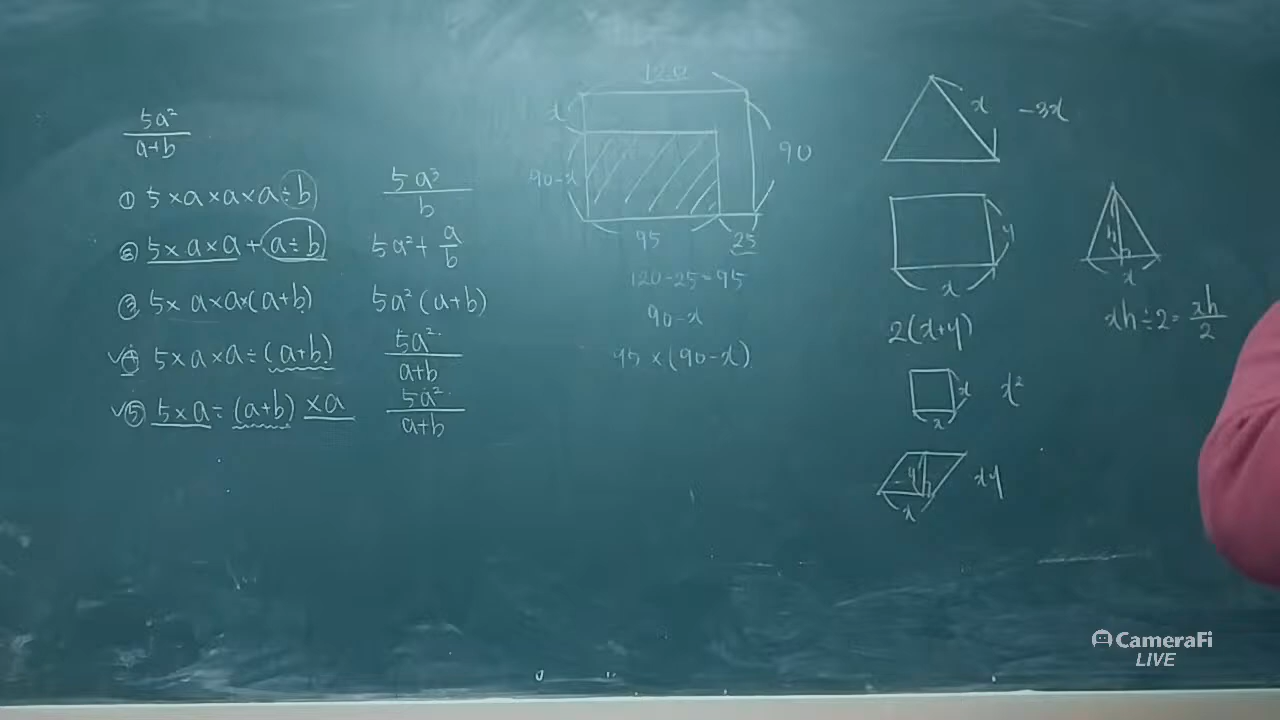 5a²/(a+b)
① 5×a×a×a÷b 5a³/b
② 5×a×a+a÷b 5a²+a/b
③ 5×a×a×(a+b) 5a²(a+b)
④ 5×a×a÷(a+b) 5a²/(a+b)
⑤ 5×a÷(a+b)×a 5a²/(a+b)
120
x
90
90-x
95
25
120-25=95
90-x
95×(90-x)
x -3x
y
x
2(x+y)
x
x
x²
y
x
xy
h
x
xh÷2=xh/2
CameraFi
LIVE